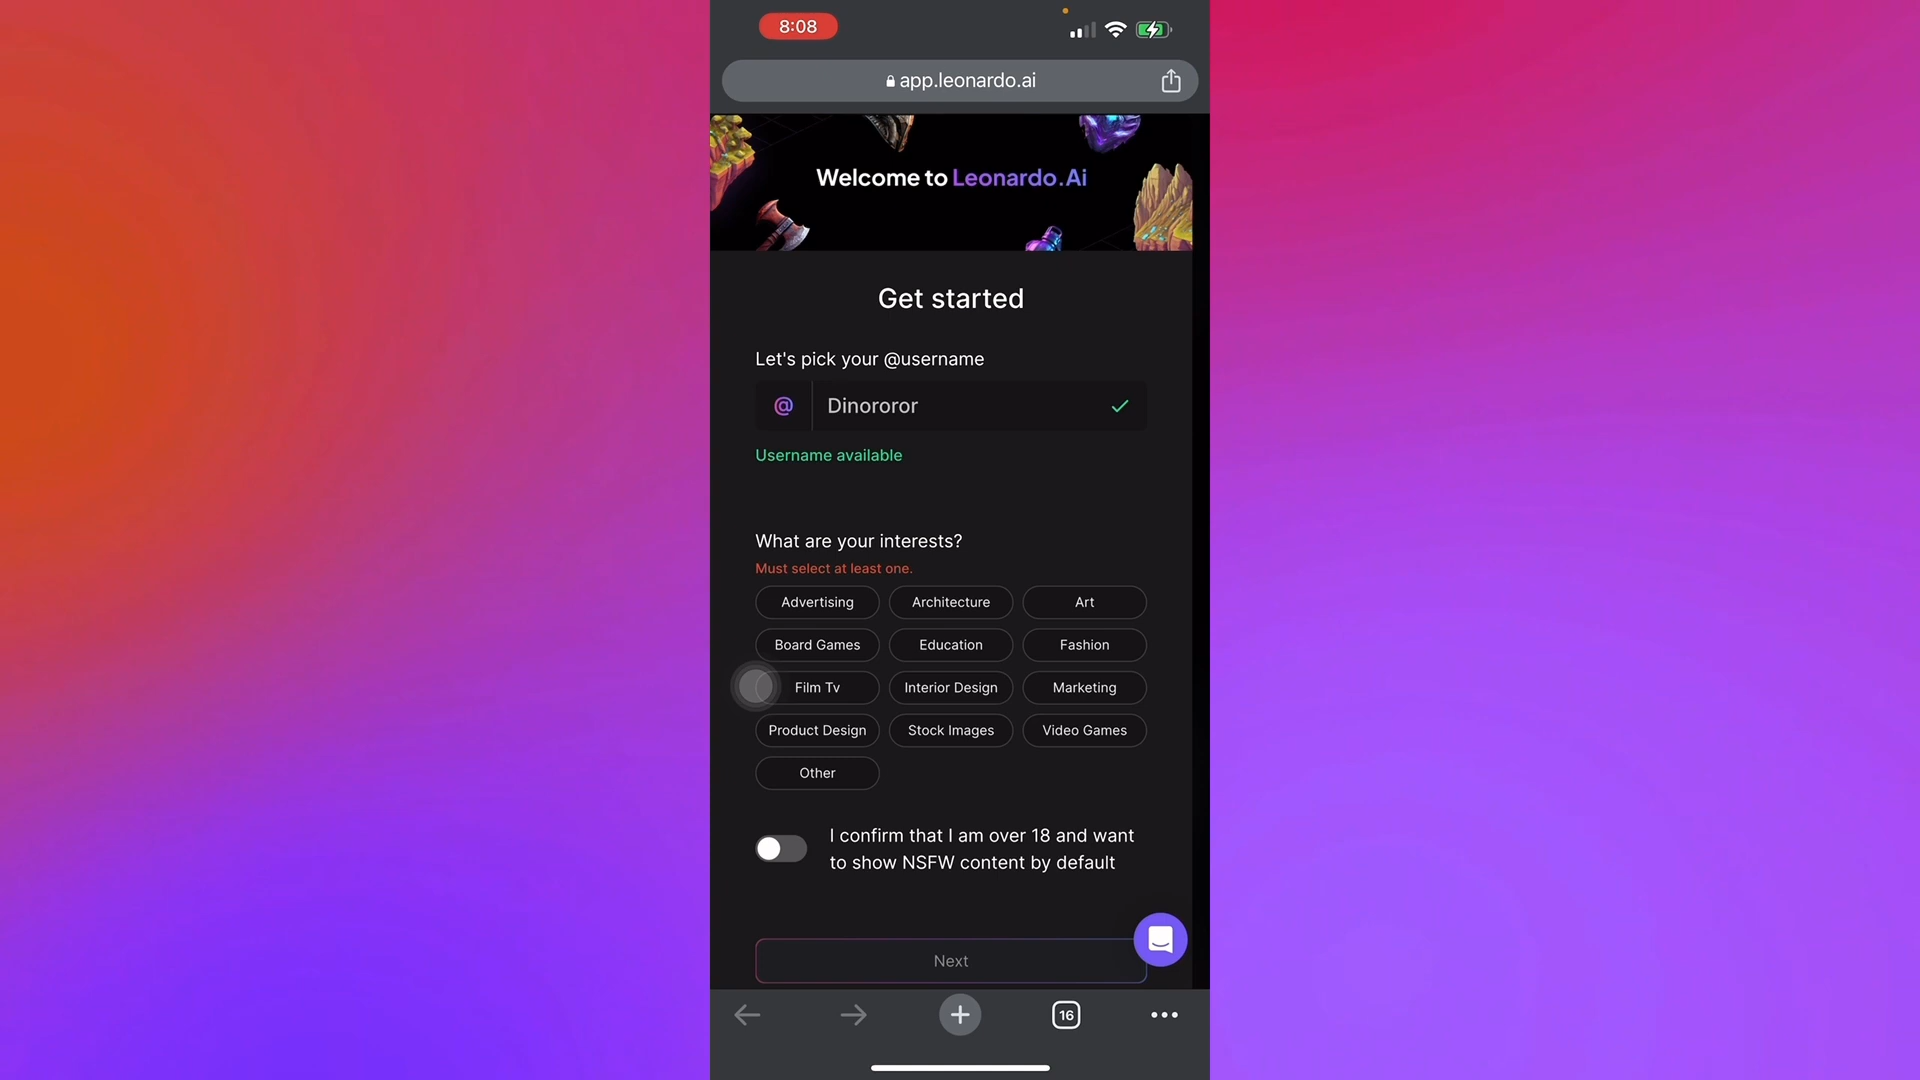 8:08
app.leonardo.ai
Welcome to Leonardo.Ai
Get started
Let's pick your @username
@ Dinororor
Username available
What are your interests?
Must select at least one.
Advertising Architecture Art
Board Games Education Fashion
Film Tv Interior Design Marketing
Product Design Stock Images Video Games
Other
I confirm that I am over 18 and want
to show NSFW content by default
Next
16